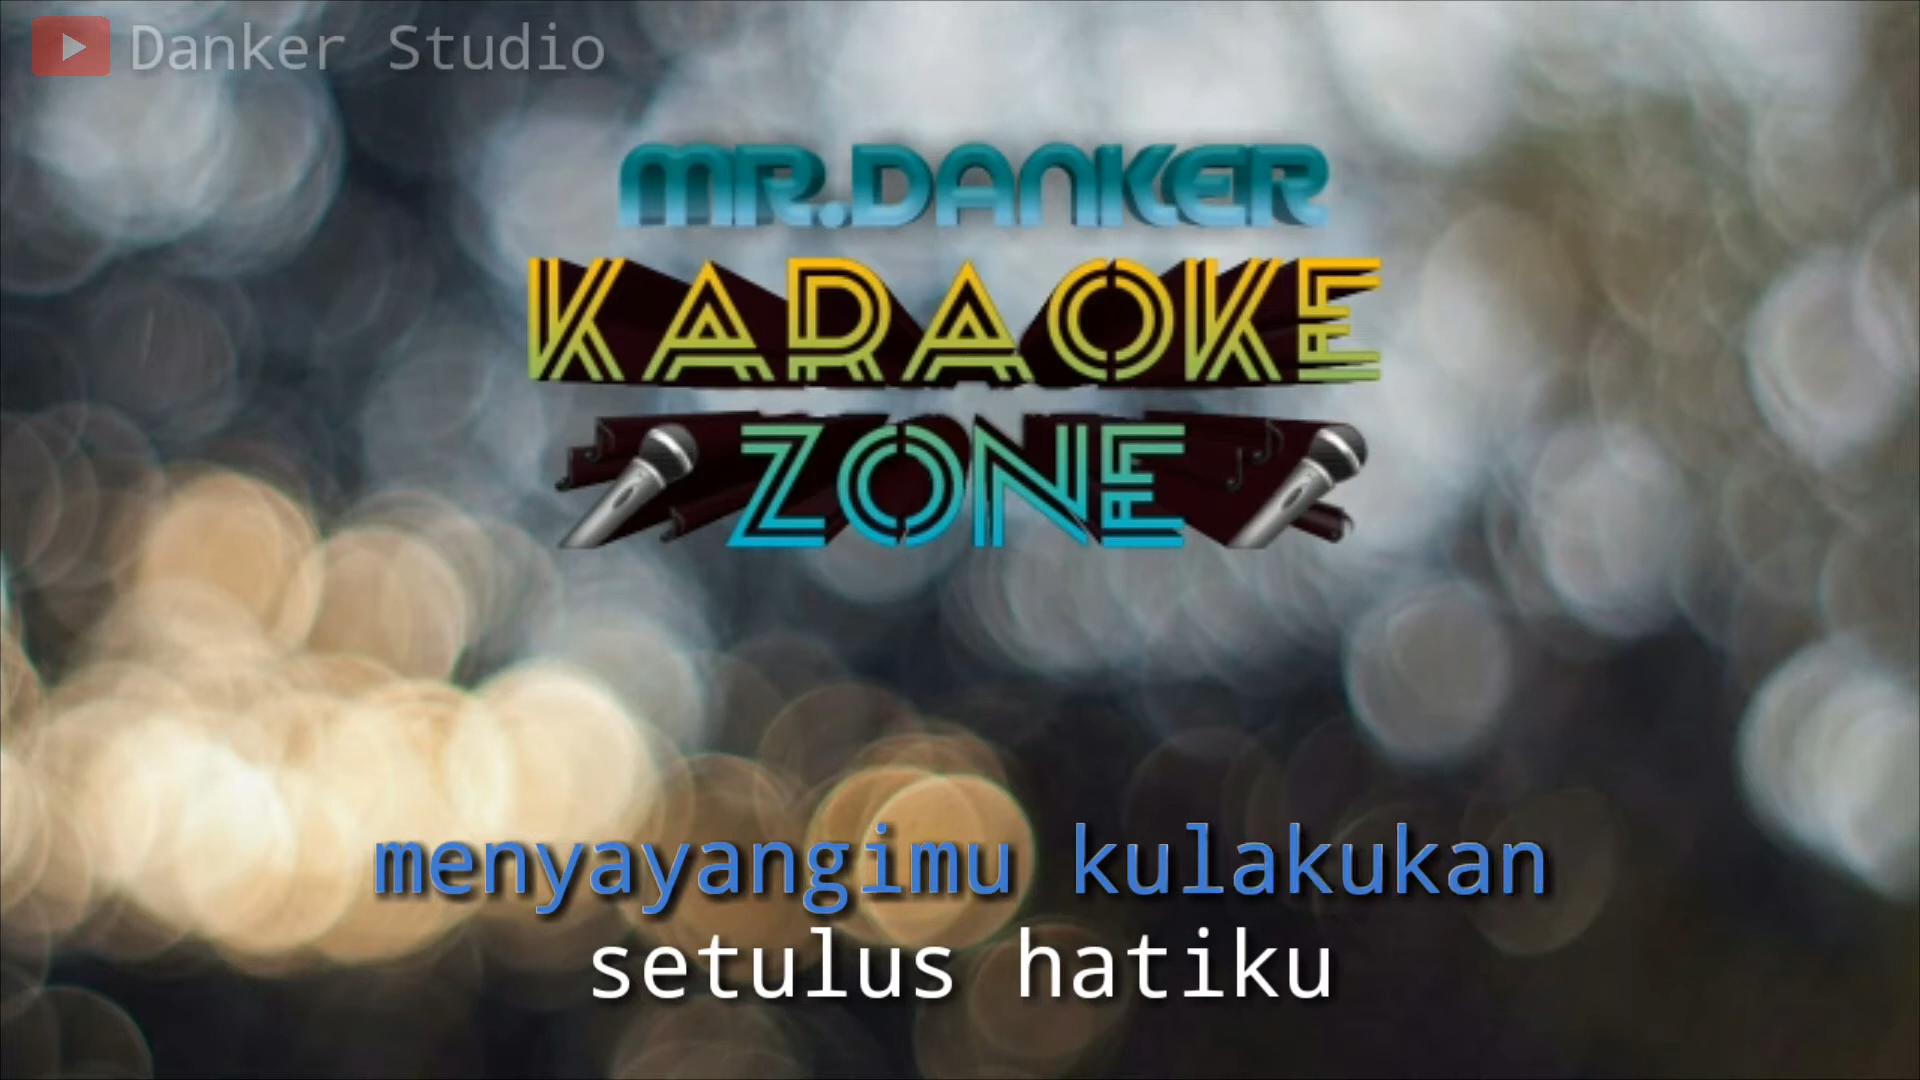 Danker Studio
MR.DANKER
KARAOKE
ZONE
menyayangimu kulakukan
setulus hatiku